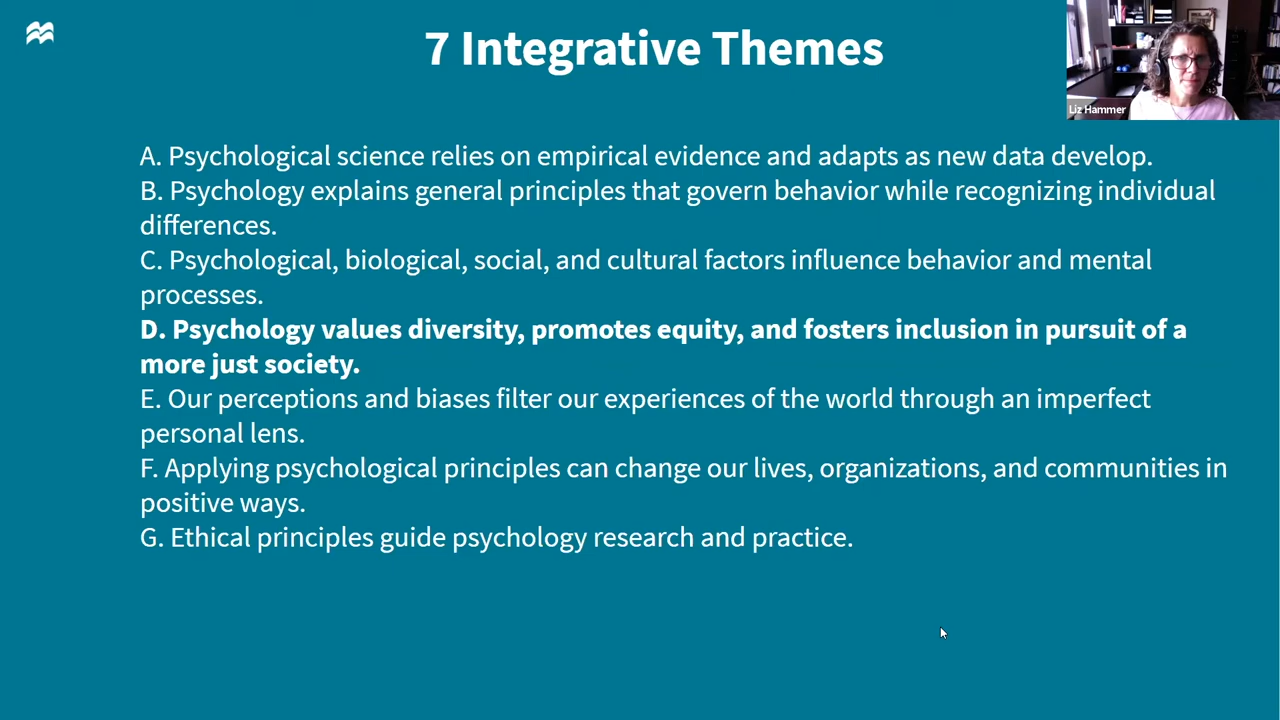 7 Integrative Themes
Liz Hammer
A. Psychological science relies on empirical evidence and adapts as new data develop.
B. Psychology explains general principles that govern behavior while recognizing individual
differences.
C. Psychological, biological, social, and cultural factors influence behavior and mental
processes.
D. Psychology values diversity, promotes equity, and fosters inclusion in pursuit of a
more just society.
E. Our perceptions and biases filter our experiences of the world through an imperfect
personal lens.
F. Applying psychological principles can change our lives, organizations, and communities in
positive ways.
G. Ethical principles guide psychology research and practice.